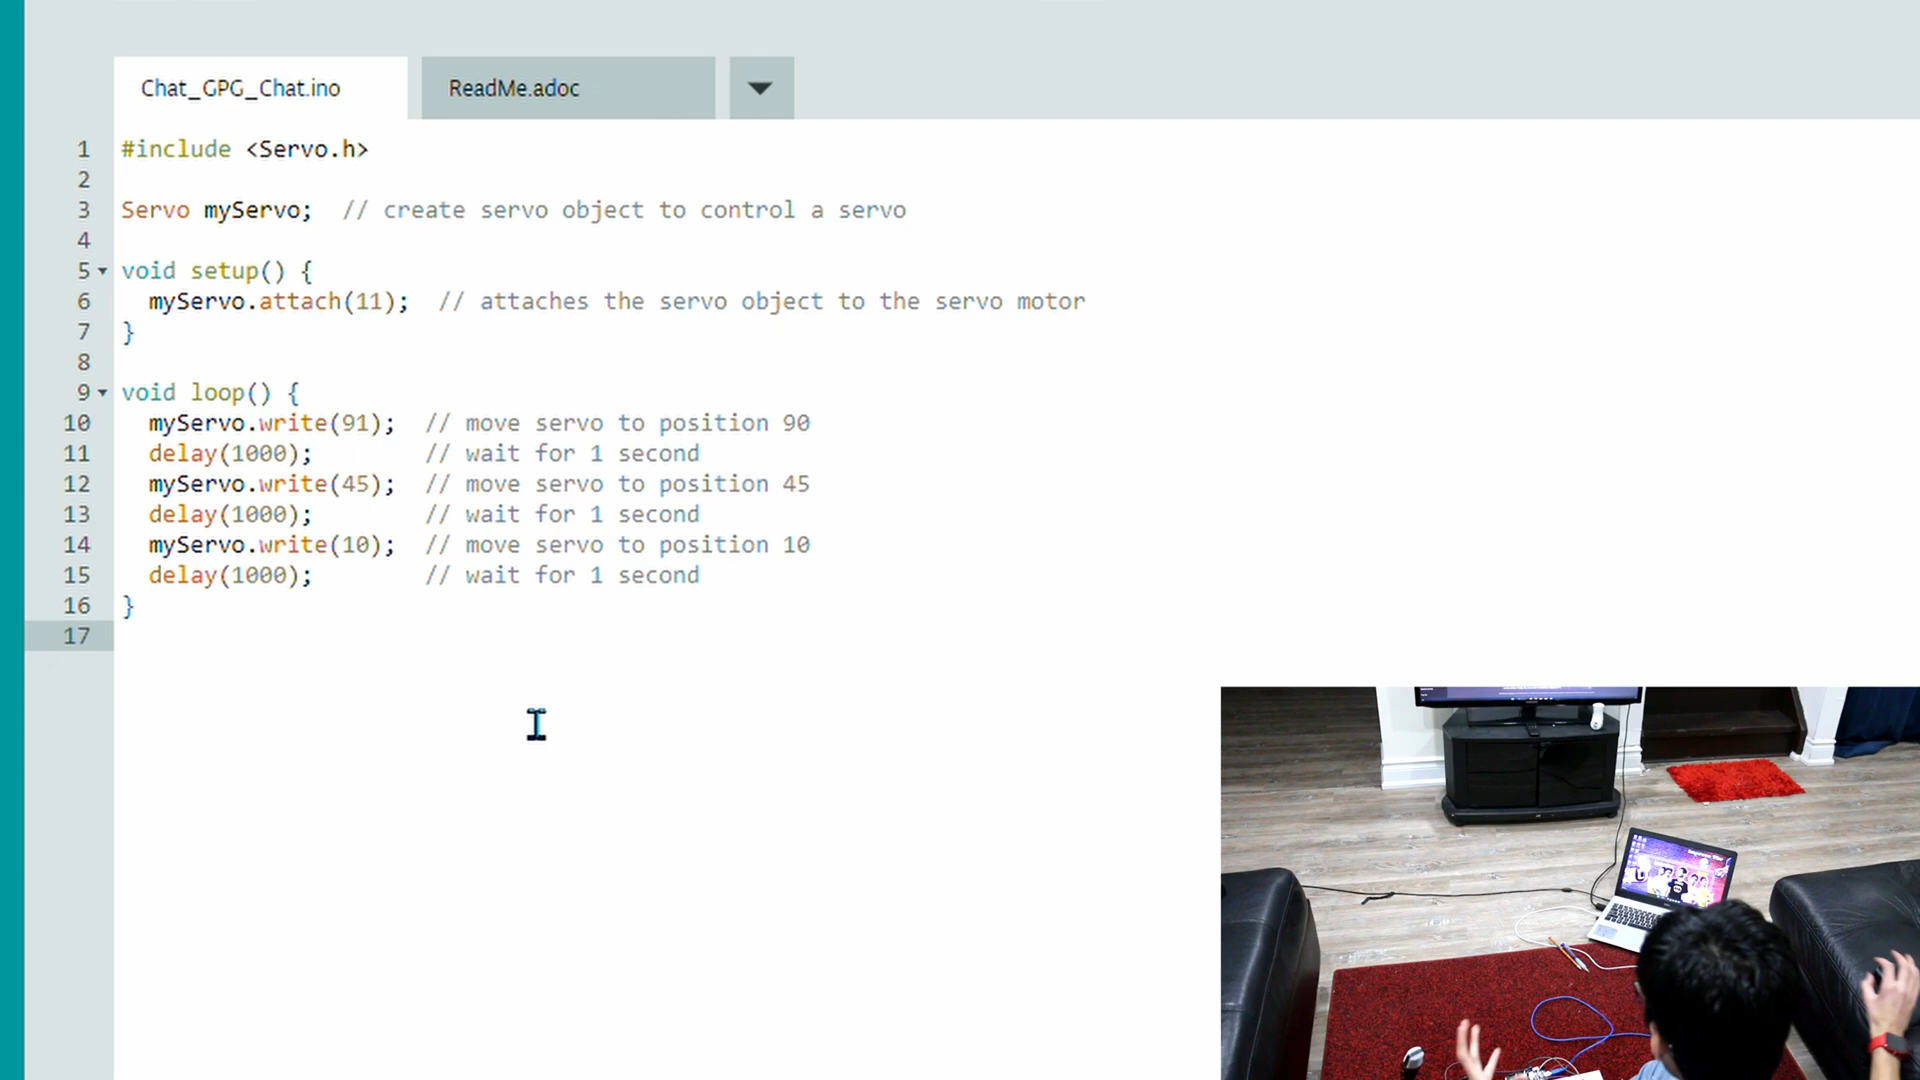 Chat_GPG_Chat.ino
ReadMe.adoc
1 #include <Servo.h>
2
3 Servo myServo;  // create servo object to control a servo
4
5 void setup() {
6   myServo.attach(11);  // attaches the servo object to the servo motor
7 }
8
9 void loop() {
10   myServo.write(91);  // move servo to position 90
11   delay(1000);        // wait for 1 second
12   myServo.write(45);  // move servo to position 45
13   delay(1000);        // wait for 1 second
14   myServo.write(10);  // move servo to position 10
15   delay(1000);        // wait for 1 second
16 }
17